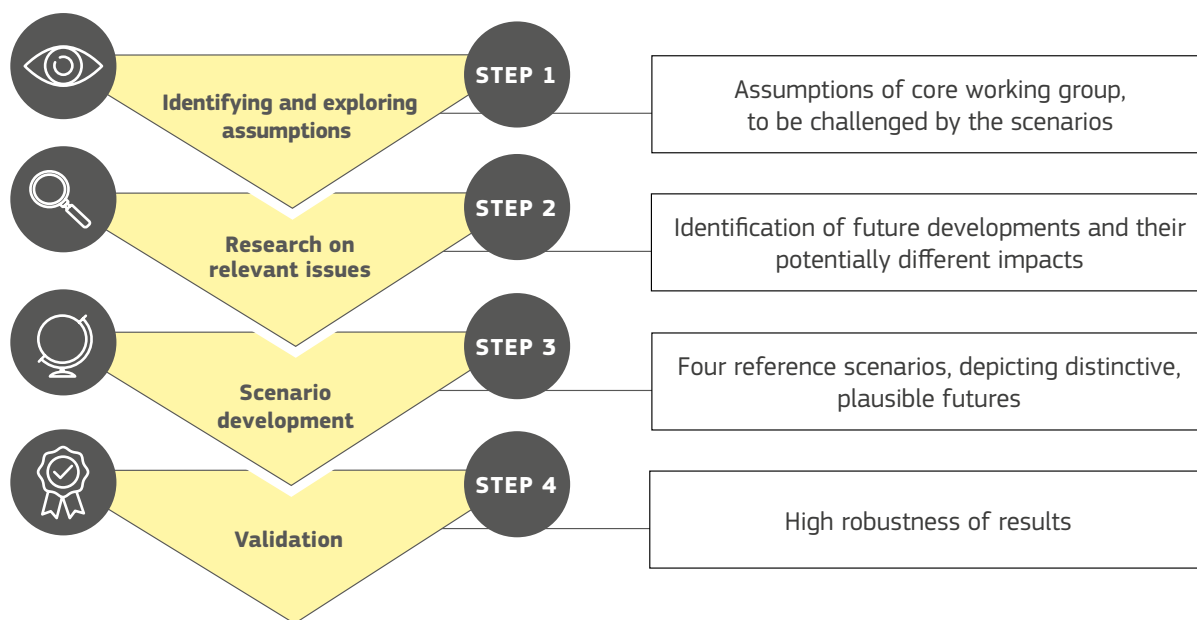 Identifying and exploring
assumptions
STEP 1
Assumptions of core working group,
to be challenged by the scenarios
Research on
relevant issues
STEP 2
Identification of future developments and their
potentially different impacts
Scenario
development
STEP 3
Four reference scenarios, depicting distinctive,
plausible futures
Validation
STEP 4
High robustness of results